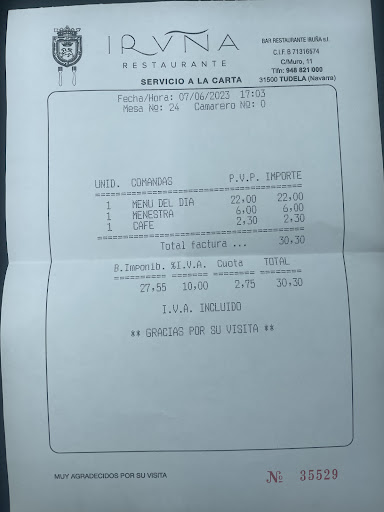 IRVÑA
RESTAURANTE
SERVICIO A LA CARTA
BAR RESTAURANTE IRUÑA s.l.
C.I.F. B 71316574
C/Muro, 11
Tfn: 948 821 000
31500 TUDELA (Navarra)
Fecha/Hora: 07/06/2023 17:03
Mesa Nº: 24 Camarero Nº: 0
UNID. COMANDAS P.V.P. IMPORTE
1 MENU DEL DIA 22,00 22,00
1 MENESTRA 6,00 6,00
1 CAFE 2,30 2,30
Total factura ... 30,30
B.Imponib. %I.V.A. Cuota TOTAL
27,55 10,00 2,75 30,30
I.V.A. INCLUIDO
** GRACIAS POR SU VISITA **
MUY AGRADECIDOS POR SU VISITA
Nº 35529